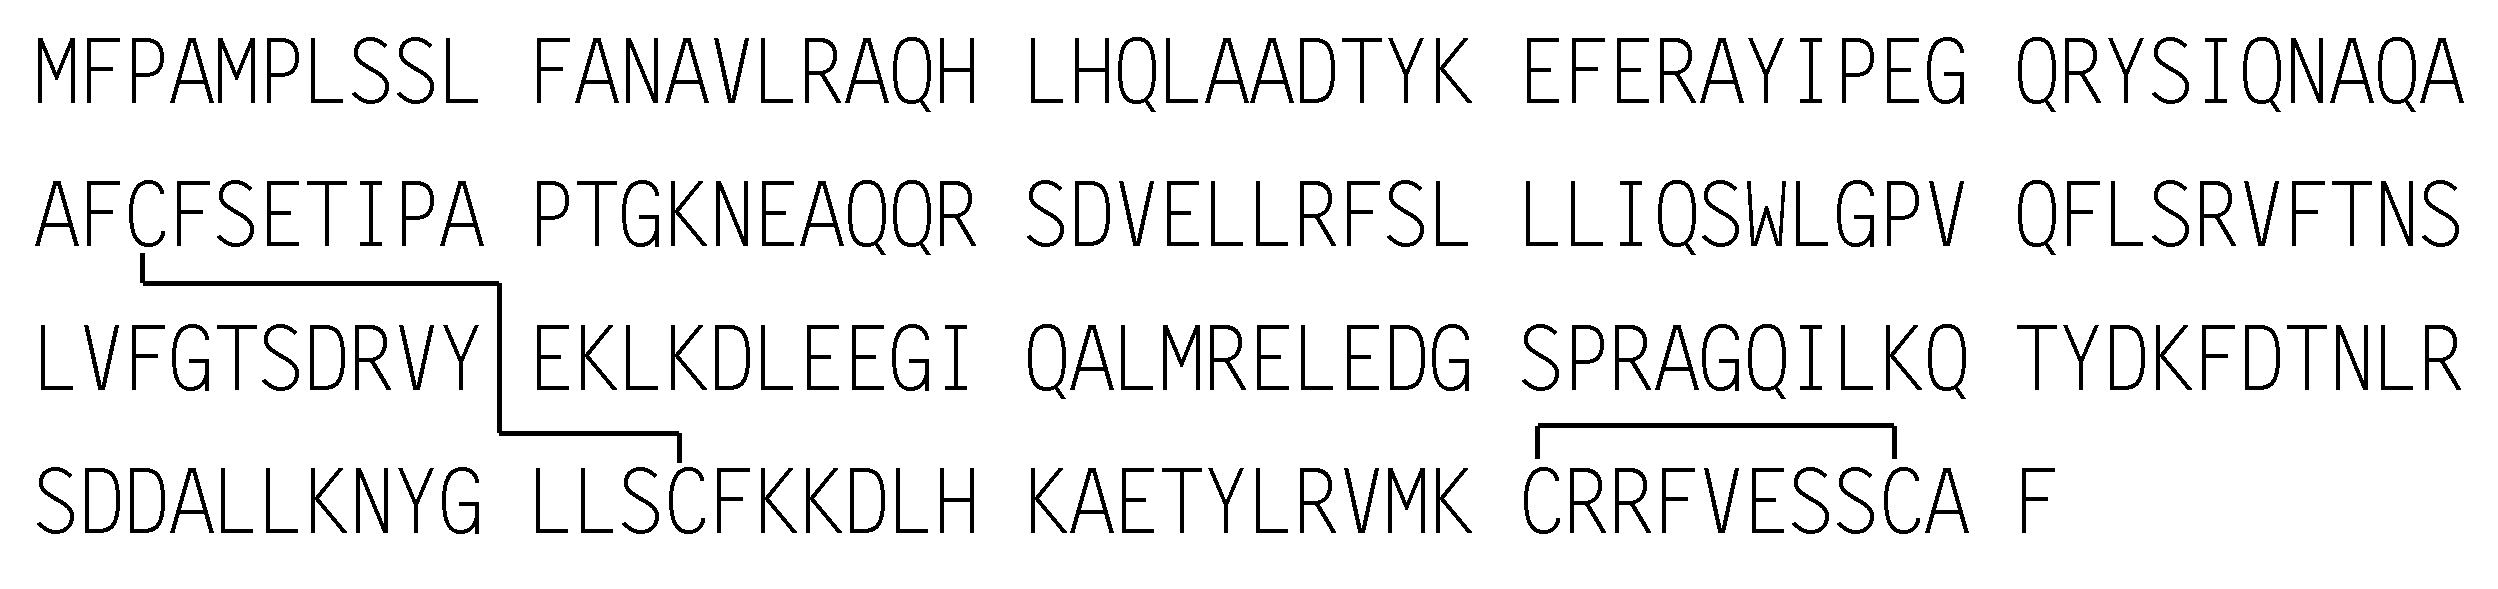 MFPAMPLSSL FANAVLRAQH LHQLAADTYK EFERAYIPEG QRYSIQNAQA
AFCFSETIPA PTGKNEAQQR SDVELLRFSL LLIQSWLGPV QFLSRVFTNS
LVFGTSDRVY EKLKDLEEGI QALMRELEDG SPRAGQILKQ TYDKFDTNLR
SDDALLKNYG LLSCFKKDLH KAETYLRVMK CRRFVESSCA F